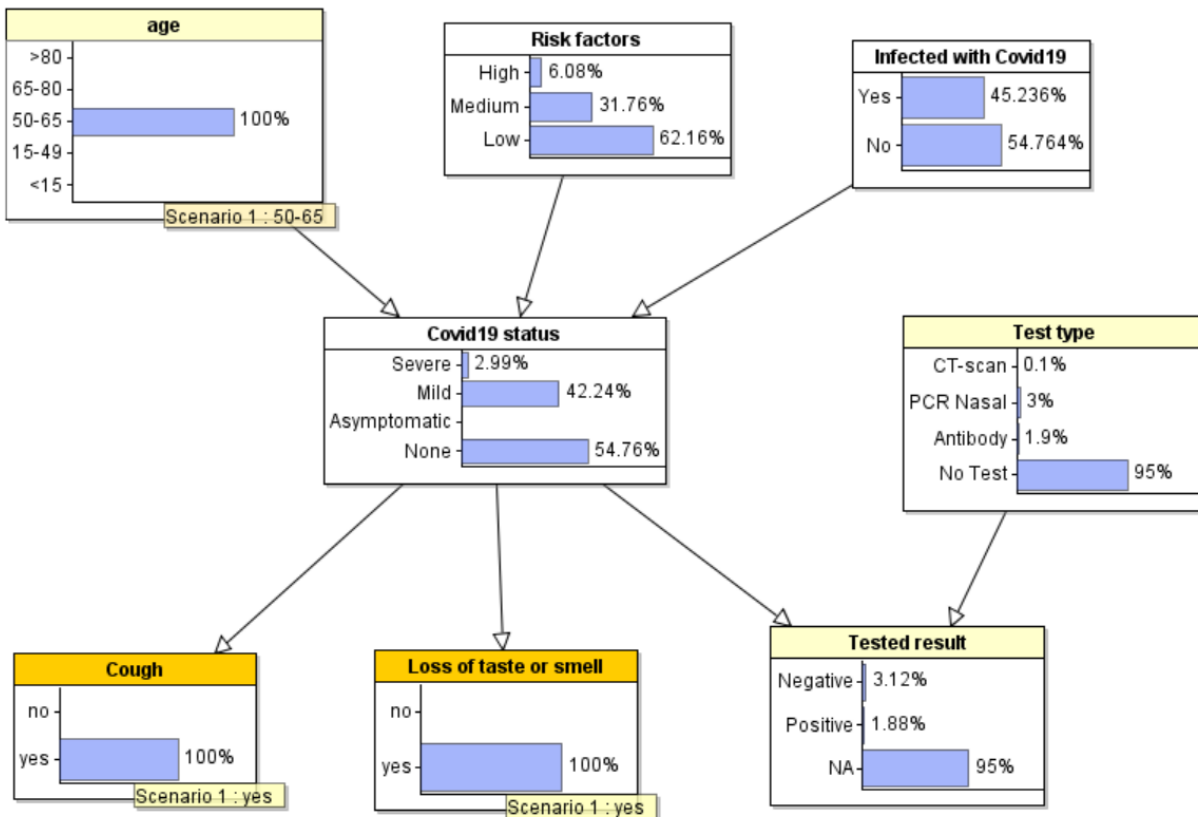 age
>80
65-80
50-65 100%
15-49
<15
Scenario 1 : 50-65
Risk factors
High 6.08%
Medium 31.76%
Low 62.16%
Infected with Covid19
Yes 45.236%
No 54.764%
Covid19 status
Severe 2.99%
Mild 42.24%
Asymptomatic
None 54.76%
Test type
CT-scan 0.1%
PCR Nasal 3%
Antibody 1.9%
No Test 95%
Cough
no
yes 100%
Scenario 1 : yes
Loss of taste or smell
no
yes 100%
Scenario 1 : yes
Tested result
Negative 3.12%
Positive 1.88%
NA 95%